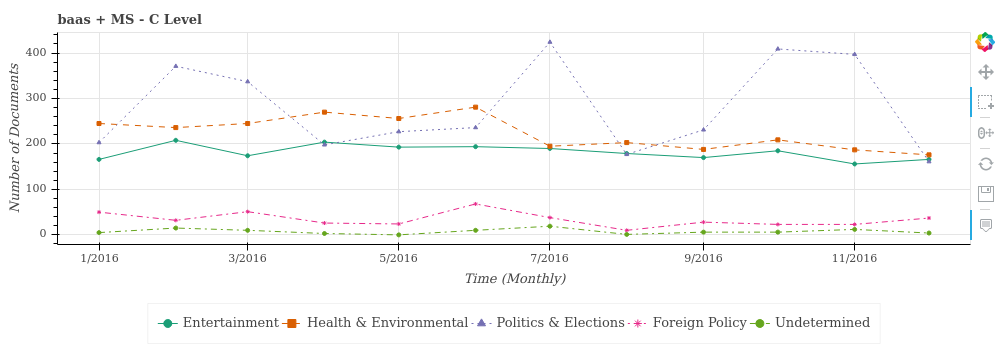 baas + MS - C Level
Number of Documents
400
300
200
100
0
1/2016 3/2016 5/2016 7/2016 9/2016 11/2016
Time (Monthly)
Entertainment Health & Environmental Politics & Elections Foreign Policy Undetermined